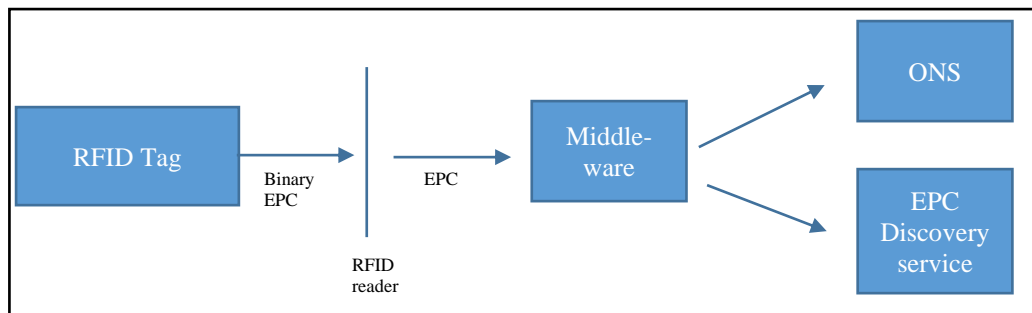 RFID Tag
Binary
EPC
RFID
reader
EPC
Middle-
ware
ONS
EPC
Discovery
service